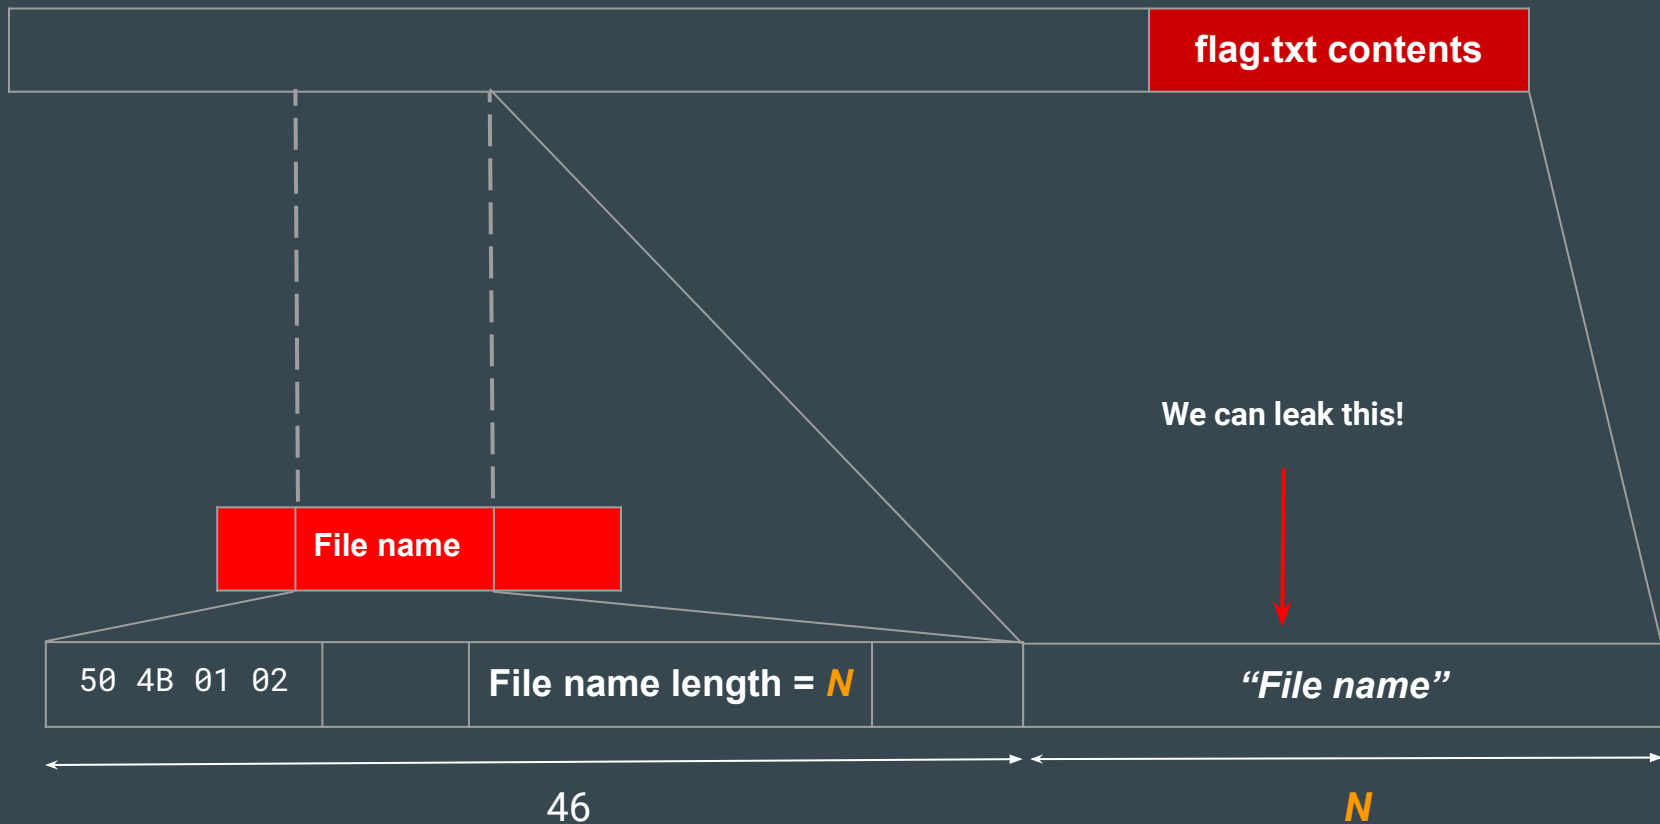 flag.txt contents
We can leak this!
File name
50 4B 01 02
File name length = N
“File name”
46
N